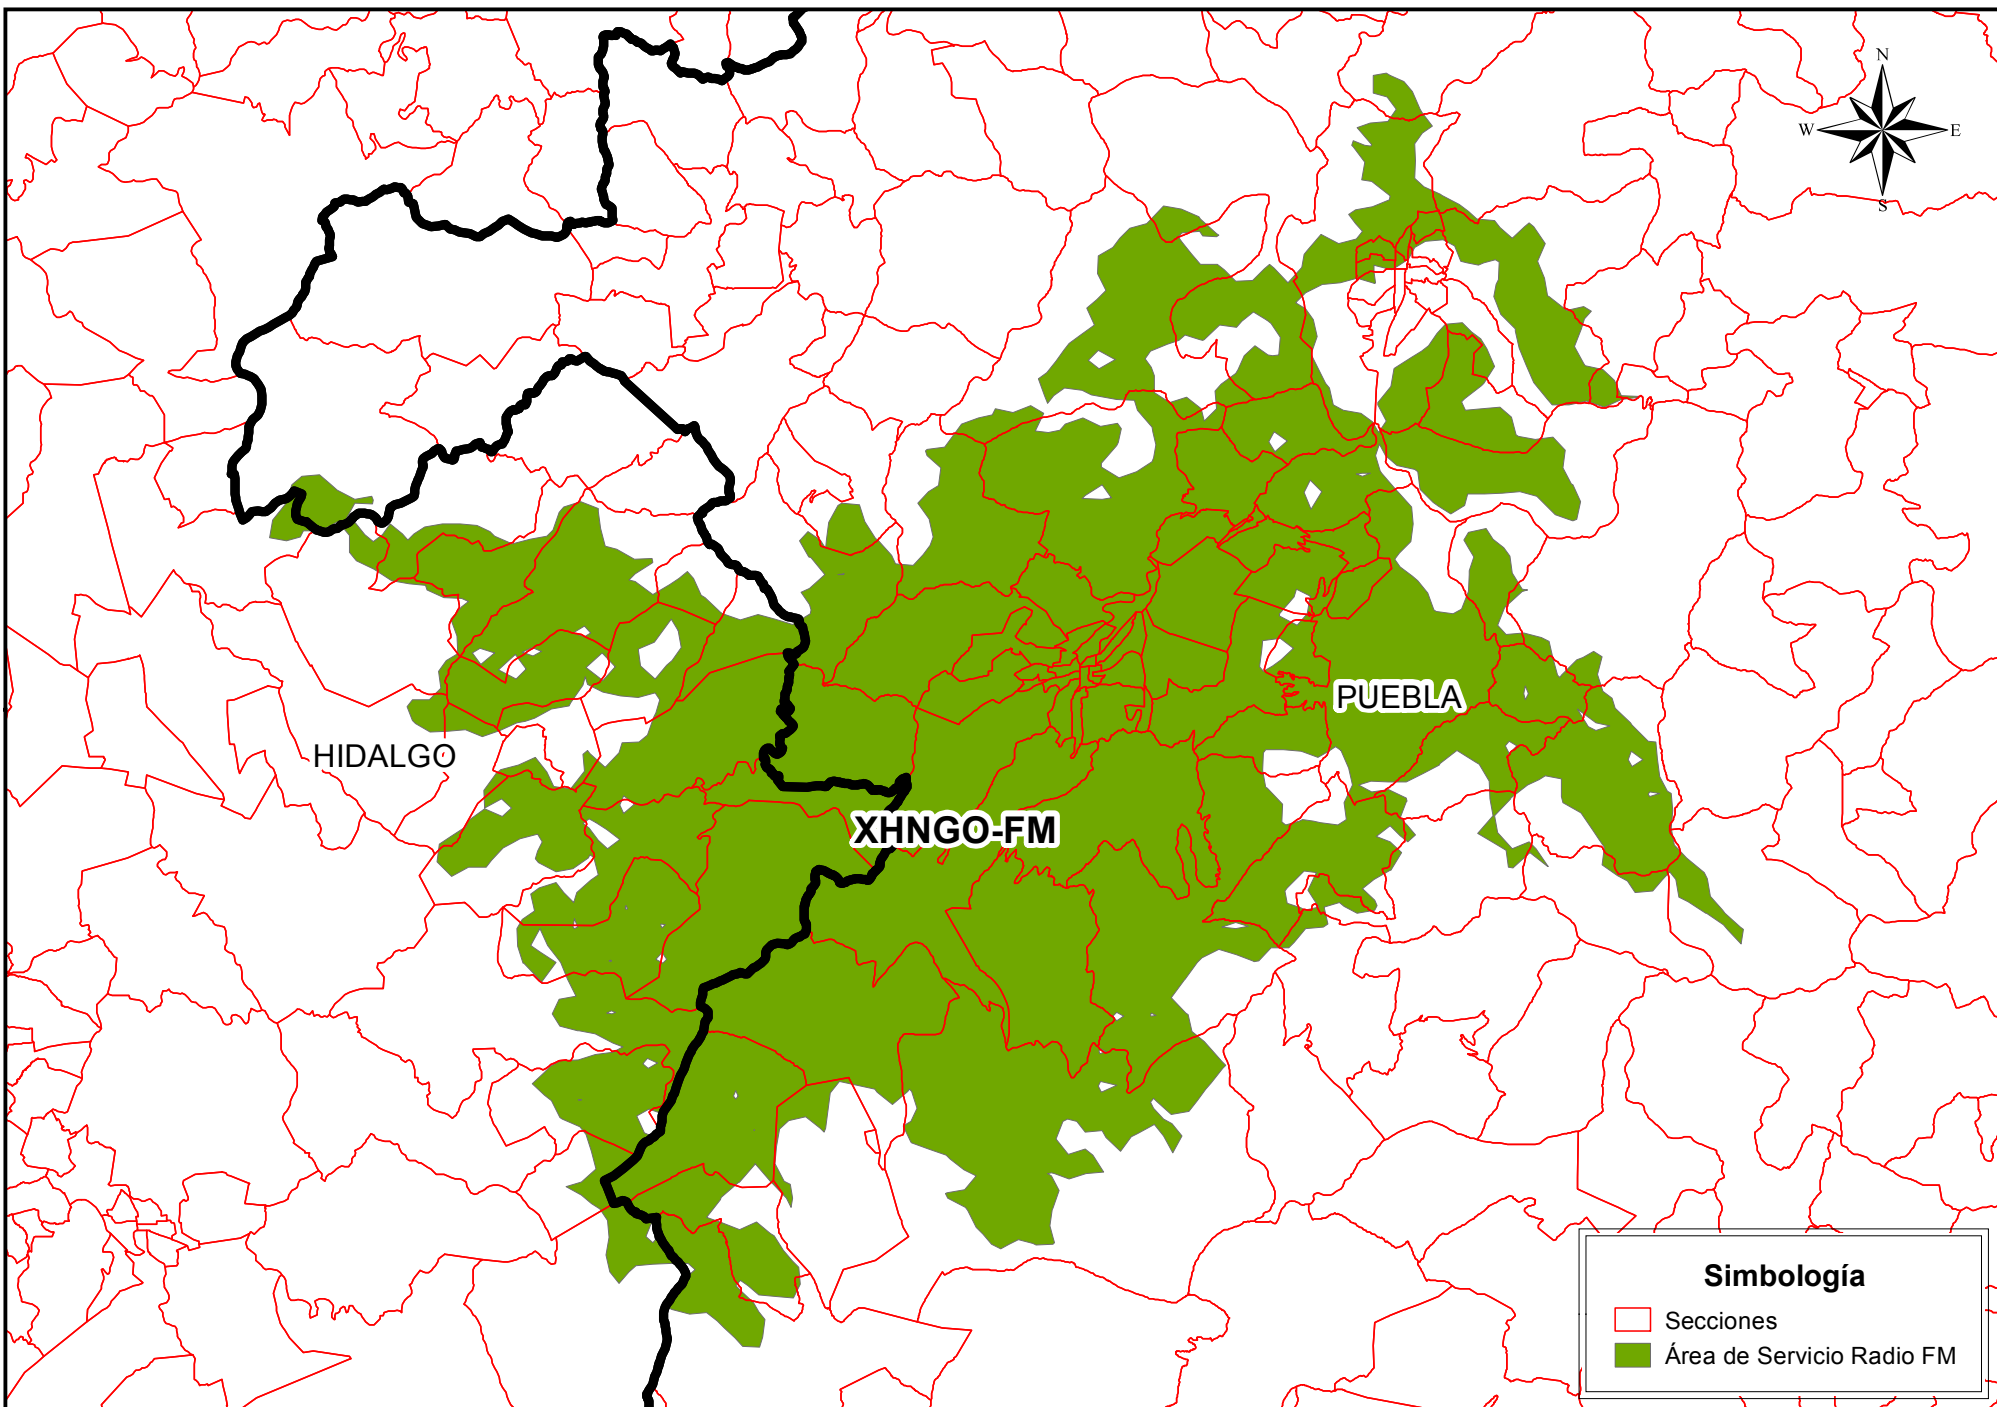 N
W E
S
PUEBLA
HIDALGO
XHNGO-FM
Simbología
Secciones
Área de Servicio Radio FM